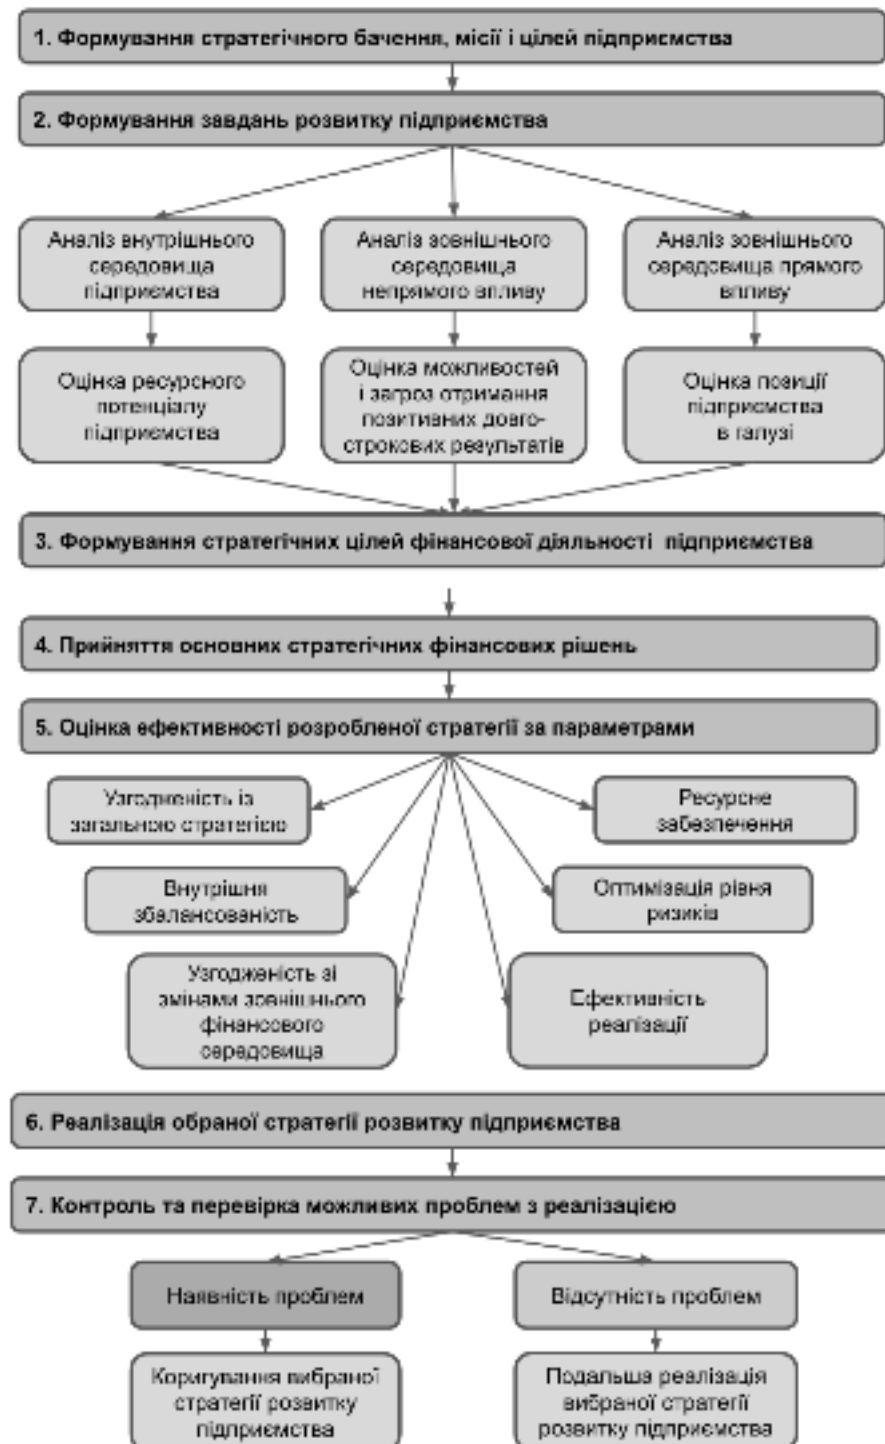 1. Формування стратегічного бачення, місії і цілей підприємства
2. Формування завдань розвитку підприємства
Аналіз внутрішнього
середовища
підприємства
Аналіз зовнішнього
середовища
непрямого впливу
Аналіз зовнішнього
середовища прямого
впливу
Оцінка ресурсного
потенціалу
підприємства
Оцінка можливостей
і загроз отримання
позитивних довго-
строкових результатів
Оцінка позиції
підприємства
в галузі
3. Формування стратегічних цілей фінансової діяльності підприємства
4. Прийняття основних стратегічних фінансових рішень
5. Оцінка ефективності розробленої стратегії за параметрами
Узгодженість із
загальною стратегією
Ресурсне
забезпечення
Внутрішня
збалансованість
Оптимізація рівня
ризиків
Узгодженість зі
змінами зовнішнього
фінансового
середовища
Ефективність
реалізації
6. Реалізація обраної стратегії розвитку підприємства
7. Контроль та перевірка можливих проблем з реалізацією
Наявність проблем
Відсутність проблем
Коригування вибраної
стратегії розвитку
підприємства
Подальша реалізація
вибраної стратегії
розвитку підприємства